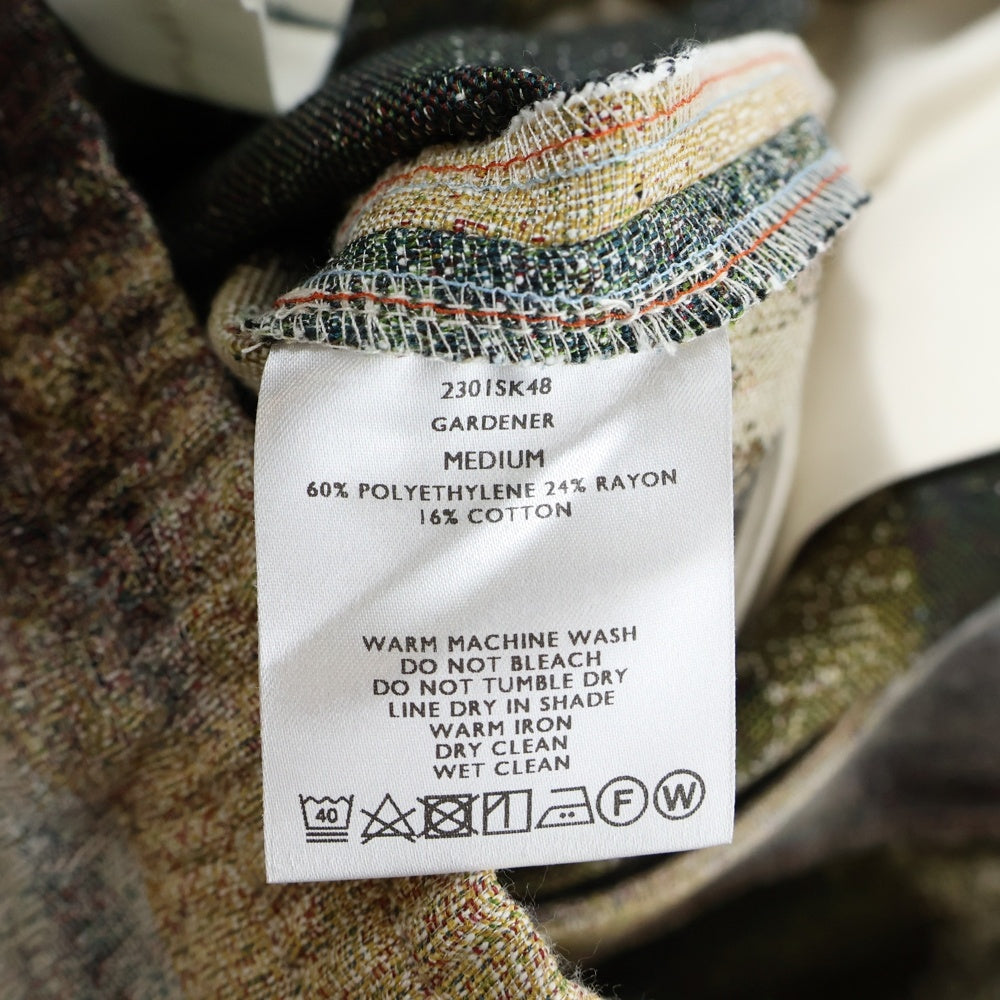 2301SK48
GARDENER
MEDIUM
60% POLYETHYLENE 24% RAYON
16% COTTON
WARM MACHINE WASH
DO NOT BLEACH
DO NOT TUMBLE DRY
LINE DRY IN SHADE
WARM IRON
DRY CLEAN
WET CLEAN
40 F W